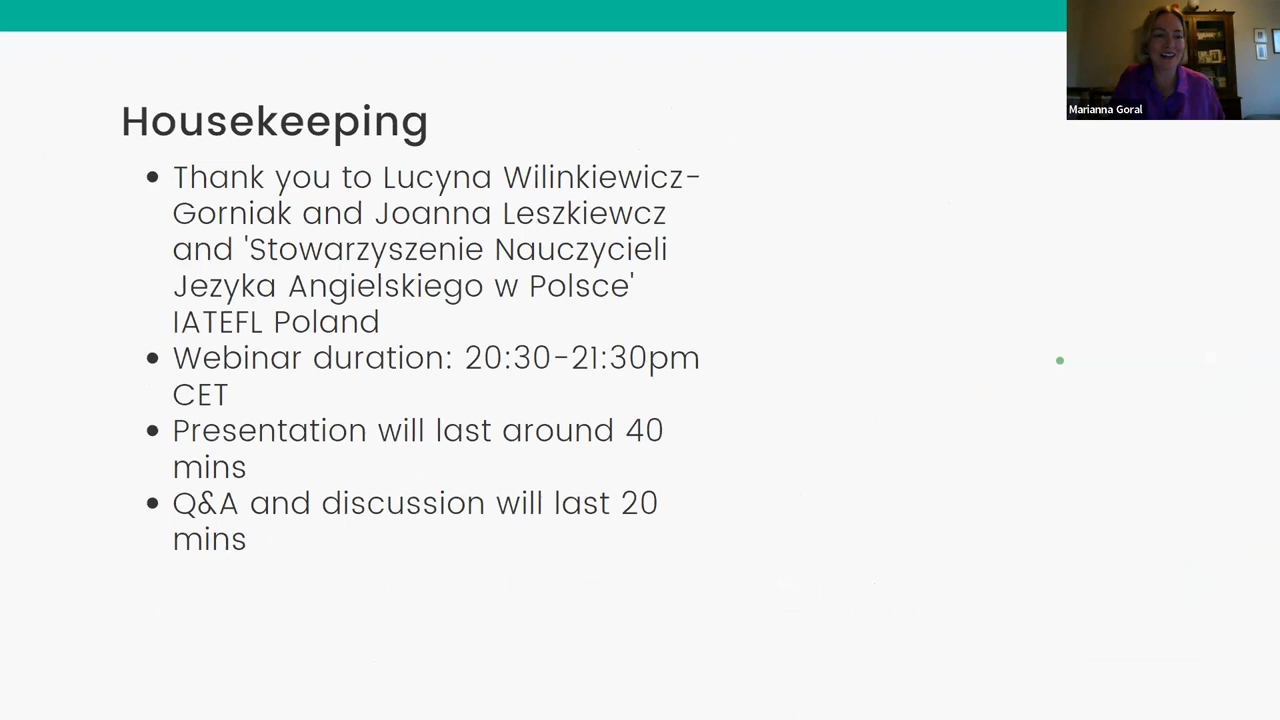 Marianna Goral
Housekeeping
• Thank you to Lucyna Wilinkiewicz-
Gorniak and Joanna Leszkiewcz
and 'Stowarzyszenie Nauczycieli
Jezyka Angielskiego w Polsce'
IATEFL Poland
• Webinar duration: 20:30-21:30pm
CET
• Presentation will last around 40
mins
• Q&A and discussion will last 20
mins